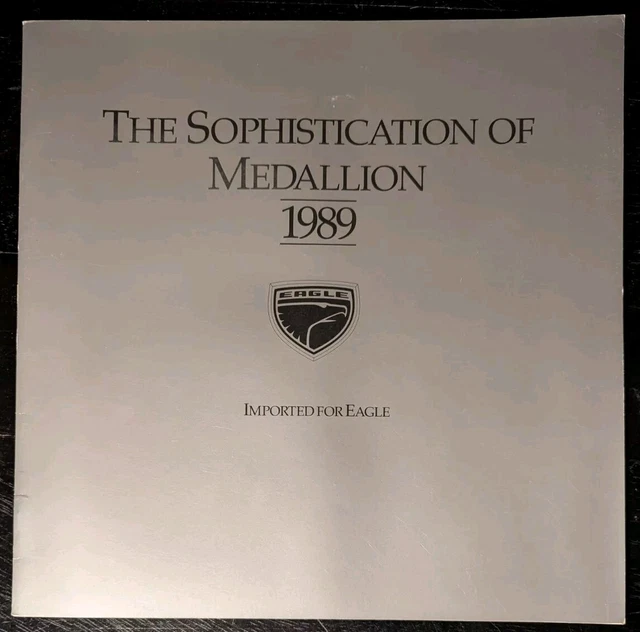 THE SOPHISTICATION OF
MEDALLION
1989
EAGLE
IMPORTED FOR EAGLE